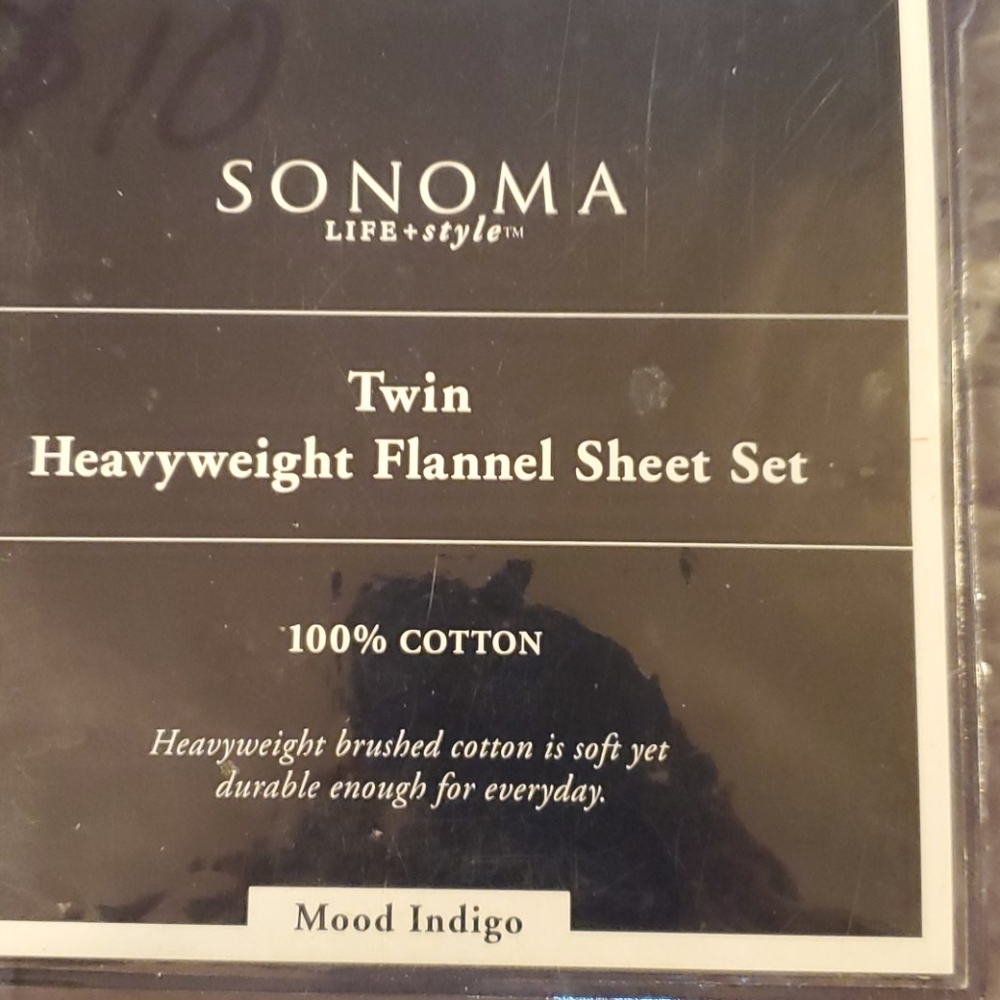 $10
SONOMA
LIFE+style™
Twin
Heavyweight Flannel Sheet Set
100% COTTON
Heavyweight brushed cotton is soft yet
durable enough for everyday.
Mood Indigo